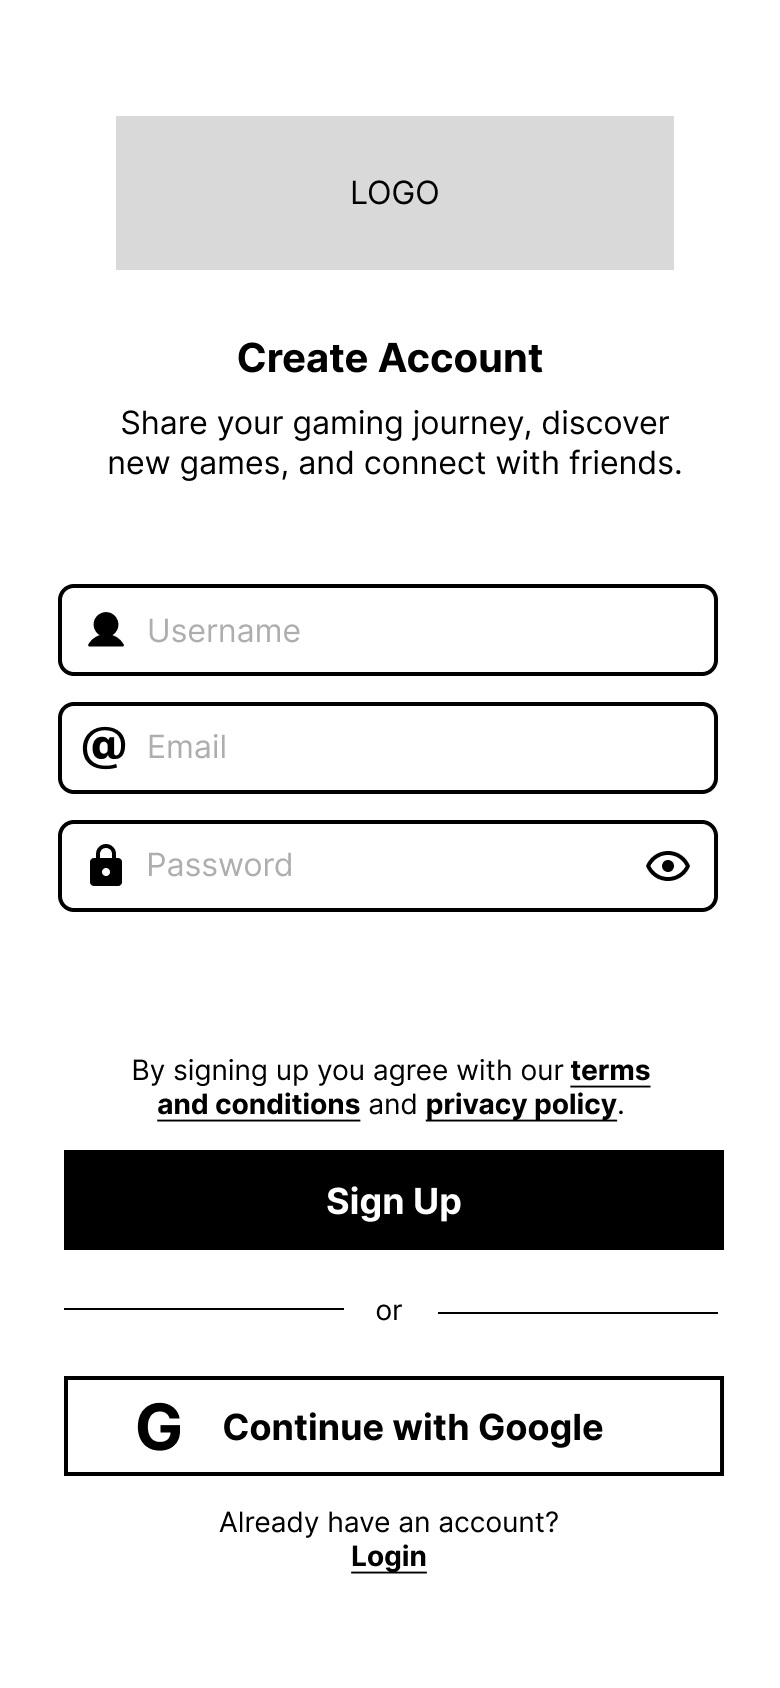 LOGO
Create Account
Share your gaming journey, discover
new games, and connect with friends.
Username
@ Email
Password
By signing up you agree with our terms
and conditions and privacy policy.
Sign Up
or
G Continue with Google
Already have an account?
Login